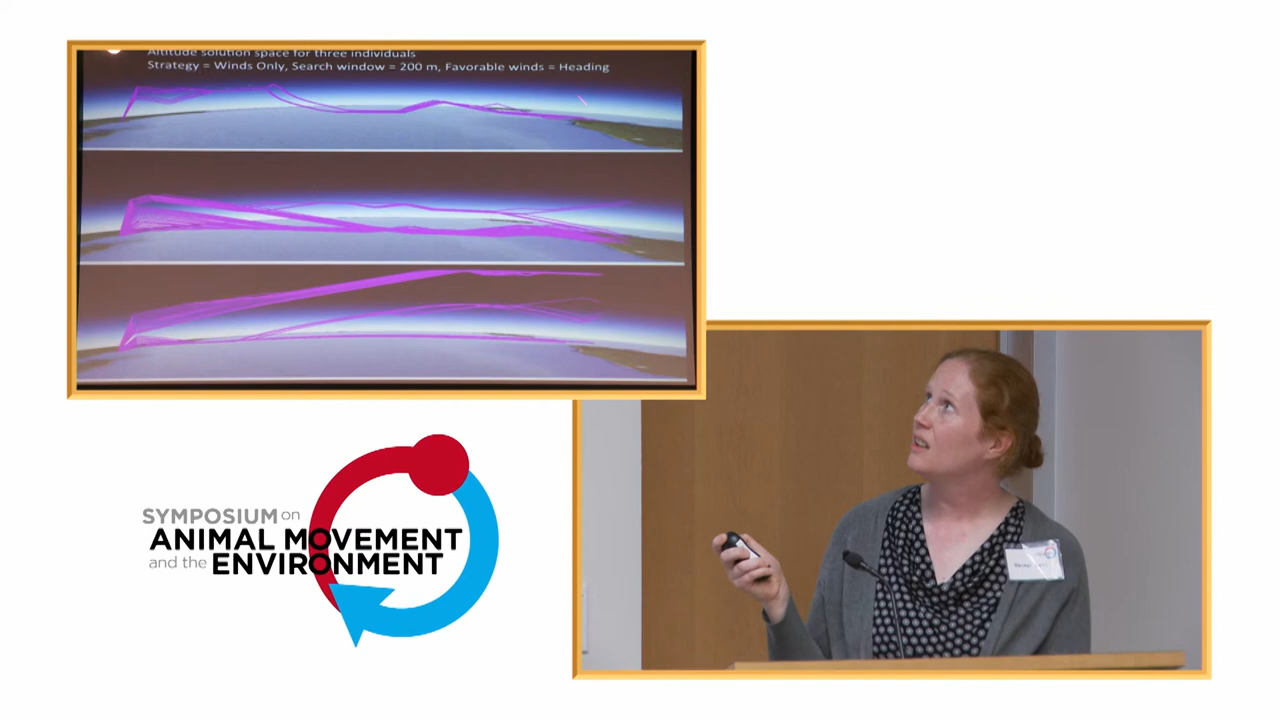 Altitude solution space for three individuals
Strategy = Winds Only, Search window = 200 m, Favorable winds = Heading
SYMPOSIUM on
ANIMAL MOVEMENT
and the ENVIRONMENT